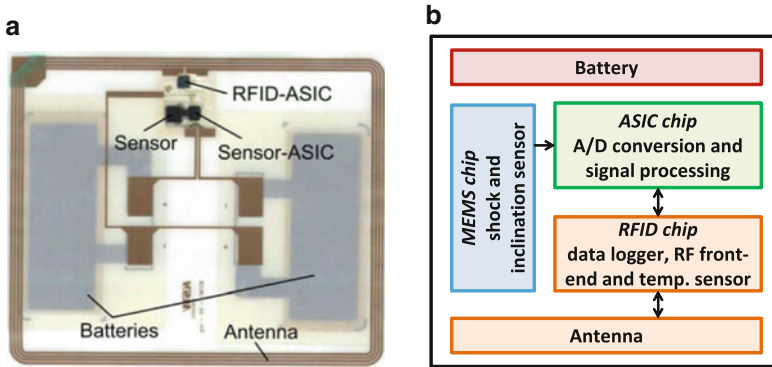 a
RFID-ASIC
Sensor
Sensor-ASIC
Batteries
Antenna
b
Battery
MEMS chip
shock and
inclination sensor
ASIC chip
A/D conversion and
signal processing
RFID chip
data logger, RF front-
end and temp. sensor
Antenna